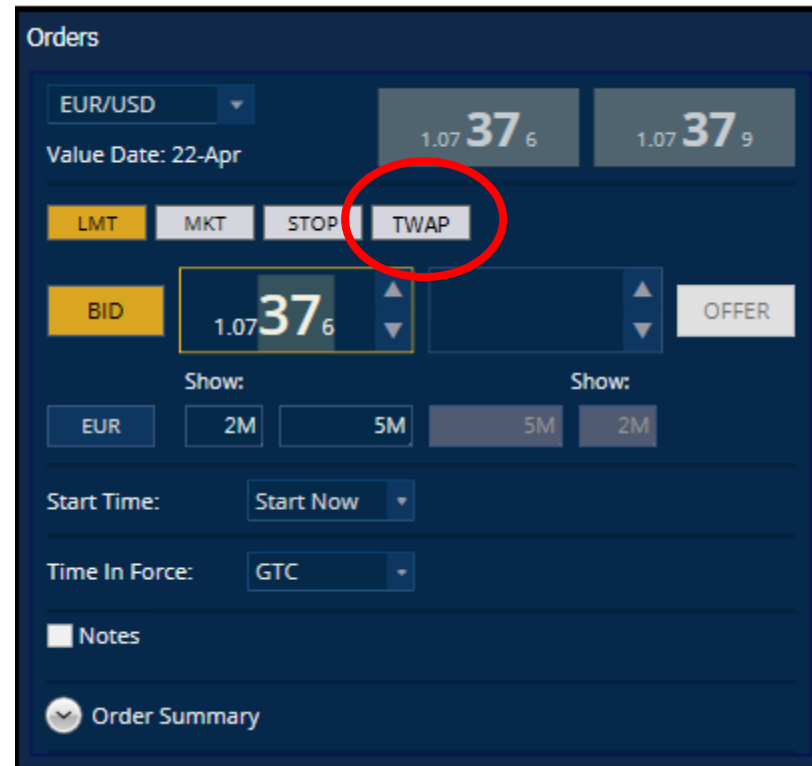 Orders
EUR/USD
1.07 37 6
1.07 37 9
Value Date: 22-Apr
LMT MKT STOP TWAP
BID 1.07 37 6 OFFER
Show: Show:
EUR 2M 5M 5M 2M
Start Time: Start Now
Time In Force: GTC
Notes
Order Summary